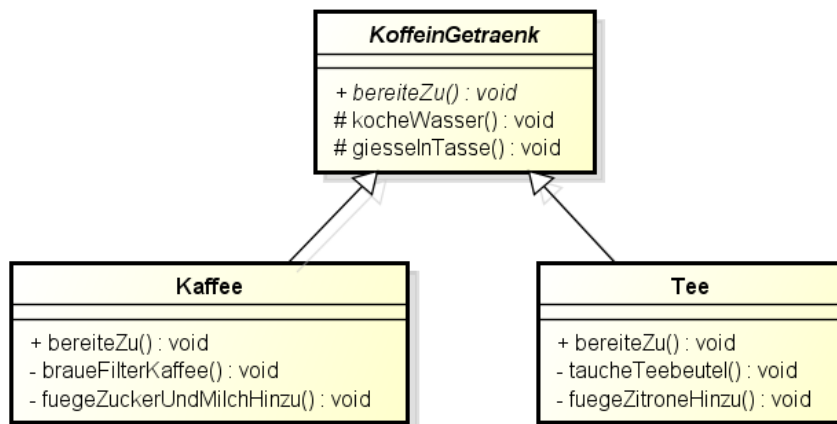 KoffeinGetraenk
+ bereiteZu() : void
# kocheWasser() : void
# giesseInTasse() : void
Kaffee
+ bereiteZu() : void
- braueFilterKaffee() : void
- fuegeZuckerUndMilchHinzu() : void
Tee
+ bereiteZu() : void
- taucheTeebeutel() : void
- fuegeZitroneHinzu() : void